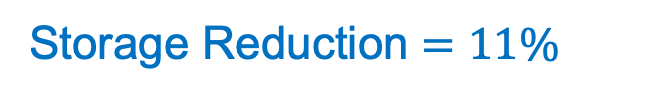 Storage Reduction = 11%